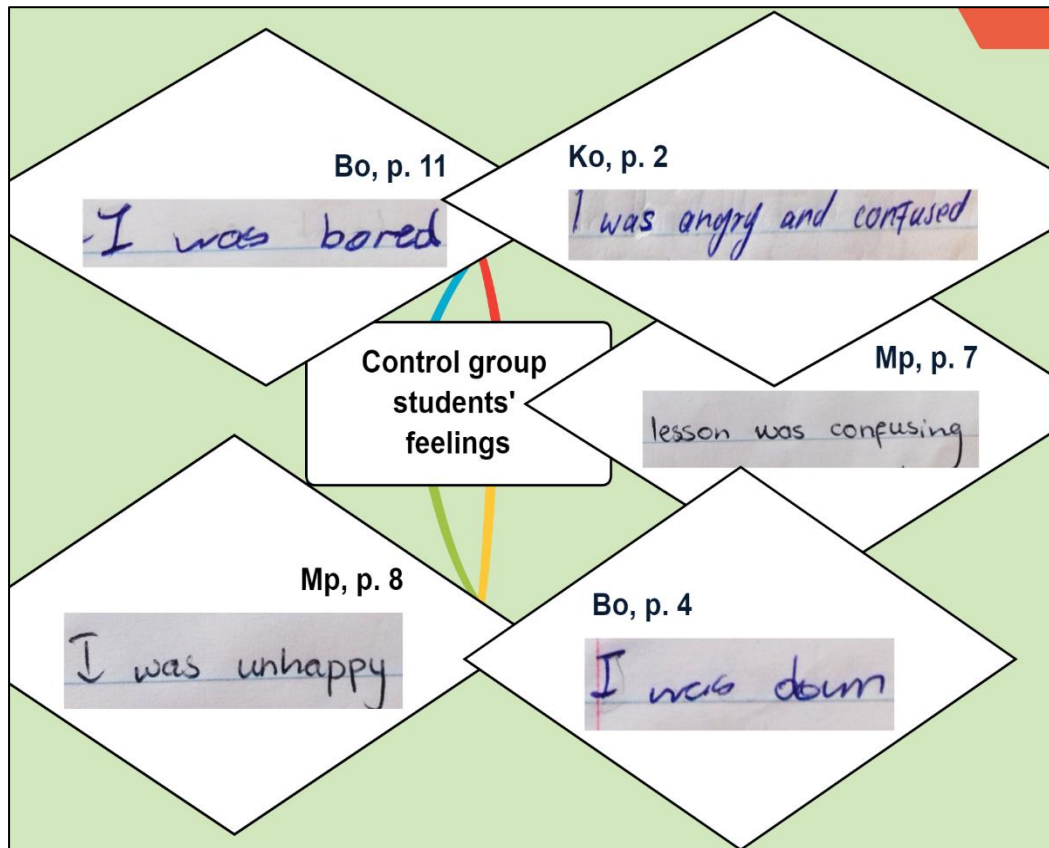 Bo, p. 11
I was bored
Ko, p. 2
I was angry and confused
Mp, p. 7
lesson was confusing
Control group
students'
feelings
Mp, p. 8
I was unhappy
Bo, p. 4
I was down